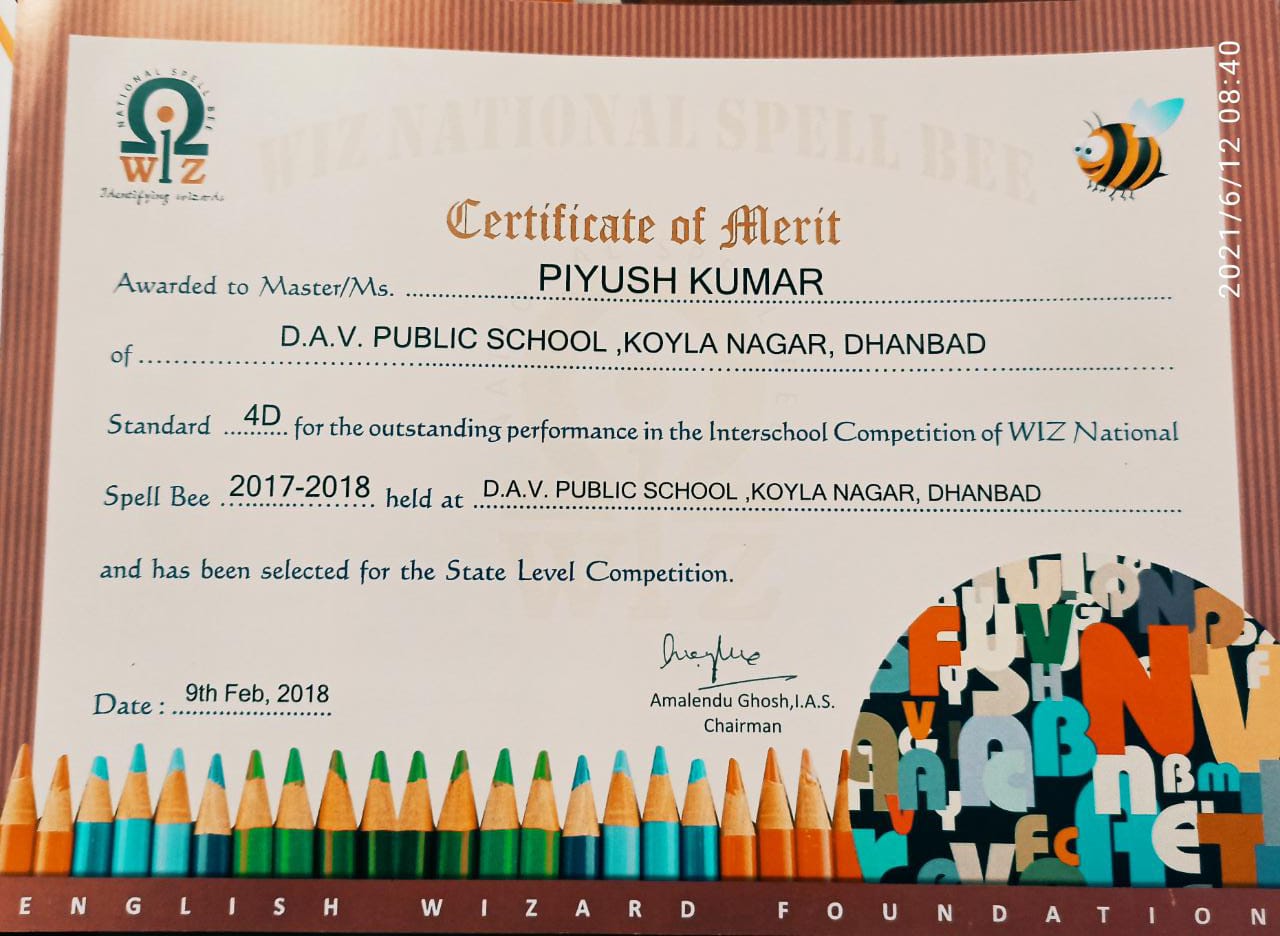 NATIONAL SPELL BEE
WIZ
Identifying wizards
WIZ NATIONAL SPELL BEE
2021/6/12 08:40
Certificate of Merit
Awarded to Master/Ms. PIYUSH KUMAR
of D.A.V. PUBLIC SCHOOL ,KOYLA NAGAR, DHANBAD
Standard 4D for the outstanding performance in the Interschool Competition of WIZ National
Spell Bee 2017-2018 held at D.A.V. PUBLIC SCHOOL ,KOYLA NAGAR, DHANBAD
and has been selected for the State Level Competition.
Date : 9th Feb, 2018
Amalendu Ghosh,I.A.S.
Chairman
ENGLISH WIZARD FOUNDATION